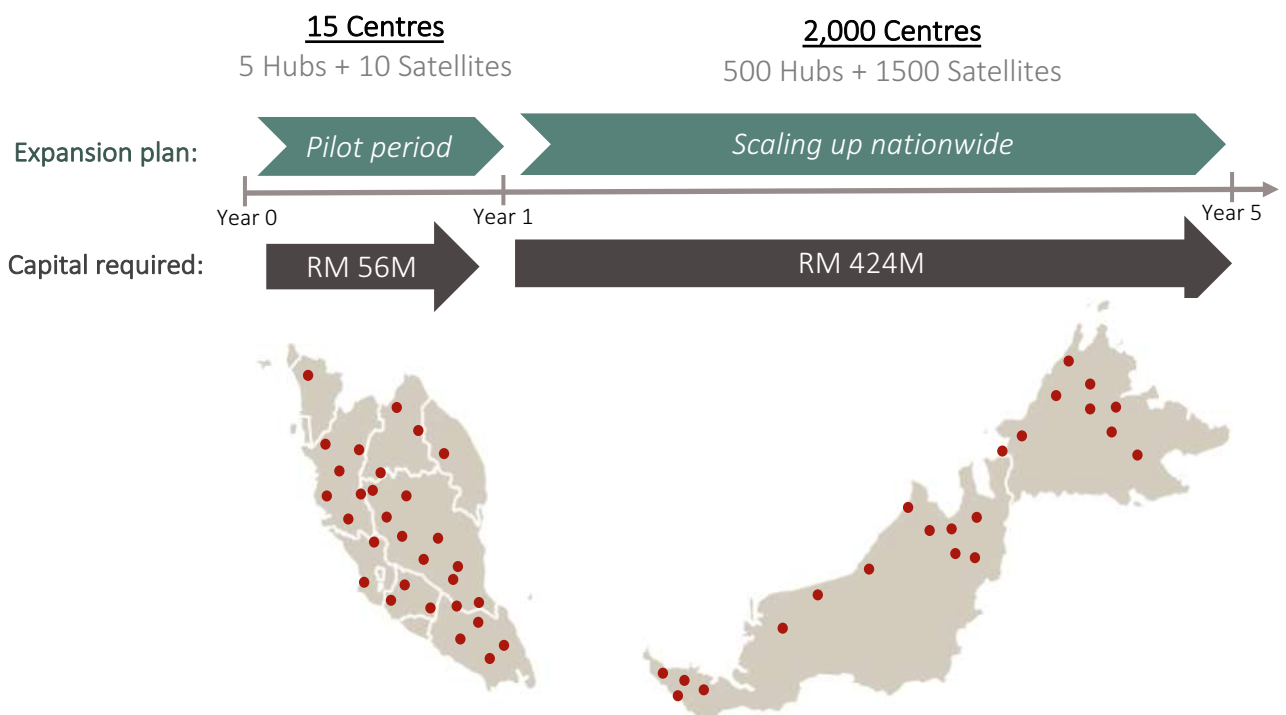 15 Centres
5 Hubs + 10 Satellites
2,000 Centres
500 Hubs + 1500 Satellites
Expansion plan:
Pilot period
Scaling up nationwide
Year 0
Year 1
Year 5
Capital required:
RM 56M
RM 424M